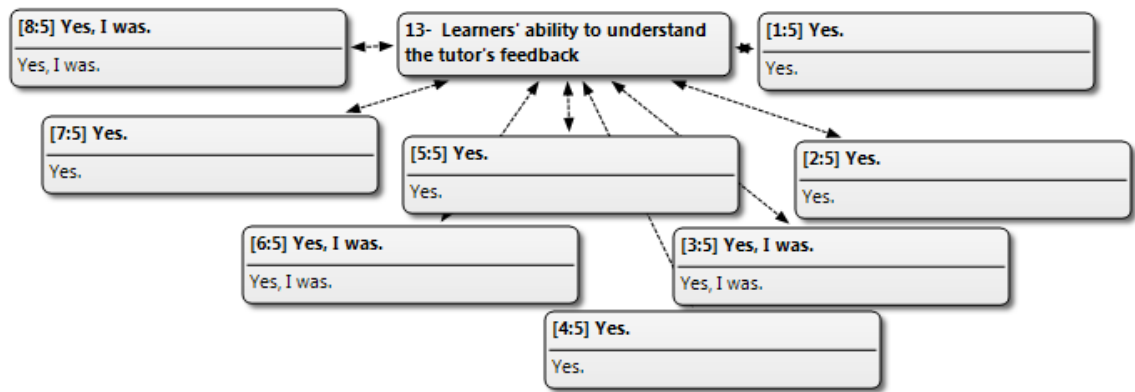 [8:5] Yes, I was.
Yes, I was.
13- Learners' ability to understand
the tutor's feedback
[1:5] Yes.
Yes.
[7:5] Yes.
Yes.
[5:5] Yes.
Yes.
[2:5] Yes.
Yes.
[6:5] Yes, I was.
Yes, I was.
[3:5] Yes, I was.
Yes, I was.
[4:5] Yes.
Yes.